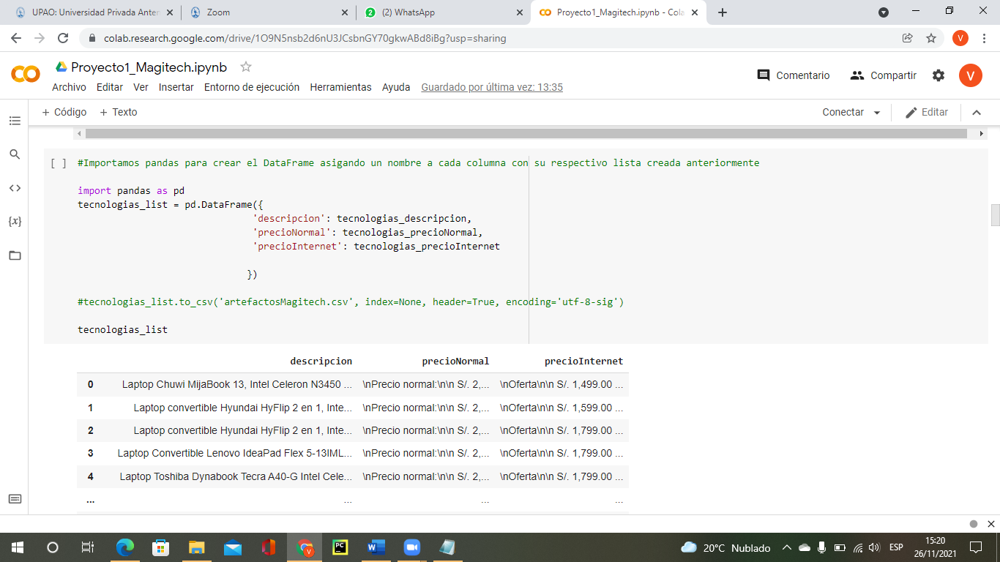 UPAO: Universidad Privada Anter
Zoom
(2) WhatsApp
Proyecto1_Magitech.ipynb - Cola
colab.research.google.com/drive/1O9N5nsb2d6nU3JCsbnGY70gkwABd8iBg?usp=sharing
V
Proyecto1_Magitech.ipynb
Comentario
Compartir
V
Archivo Editar Ver Insertar Entorno de ejecución Herramientas Ayuda Guardado por última vez: 13:35
+ Código + Texto
Conectar
Editar
[ ] #Importamos pandas para crear el DataFrame asigando un nombre a cada columna con su respectivo lista creada anteriormente
import pandas as pd
tecnologias_list = pd.DataFrame({
'descripcion': tecnologias_descripcion,
'precioNormal': tecnologias_precioNormal,
'precioInternet': tecnologias_precioInternet
})
#tecnologias_list.to_csv('artefactosMagitech.csv', index=None, header=True, encoding='utf-8-sig')
tecnologias_list
descripcion precioNormal precioInternet
0 Laptop Chuwi MijaBook 13, Intel Celeron N3450 ... \nPrecio normal:\n\n S/. 2,... \nOferta\n\n S/. 1,499.00 ...
1 Laptop convertible Hyundai HyFlip 2 en 1, Inte... \nPrecio normal:\n\n S/. 2,... \nOferta\n\n S/. 1,599.00 ...
2 Laptop convertible Hyundai HyFlip 2 en 1, Inte... \nPrecio normal:\n\n S/. 2,... \nOferta\n\n S/. 1,799.00 ...
3 Laptop Convertible Lenovo IdeaPad Flex 5-13IML... \nPrecio normal:\n\n S/. 2,... \nOferta\n\n S/. 1,799.00 ...
4 Laptop Toshiba Dynabook Tecra A40-G Intel Cele... \nPrecio normal:\n\n S/. 2,... \nOferta\n\n S/. 1,799.00 ...
... ... ... ...
20°C Nublado
ESP
15:20
26/11/2021